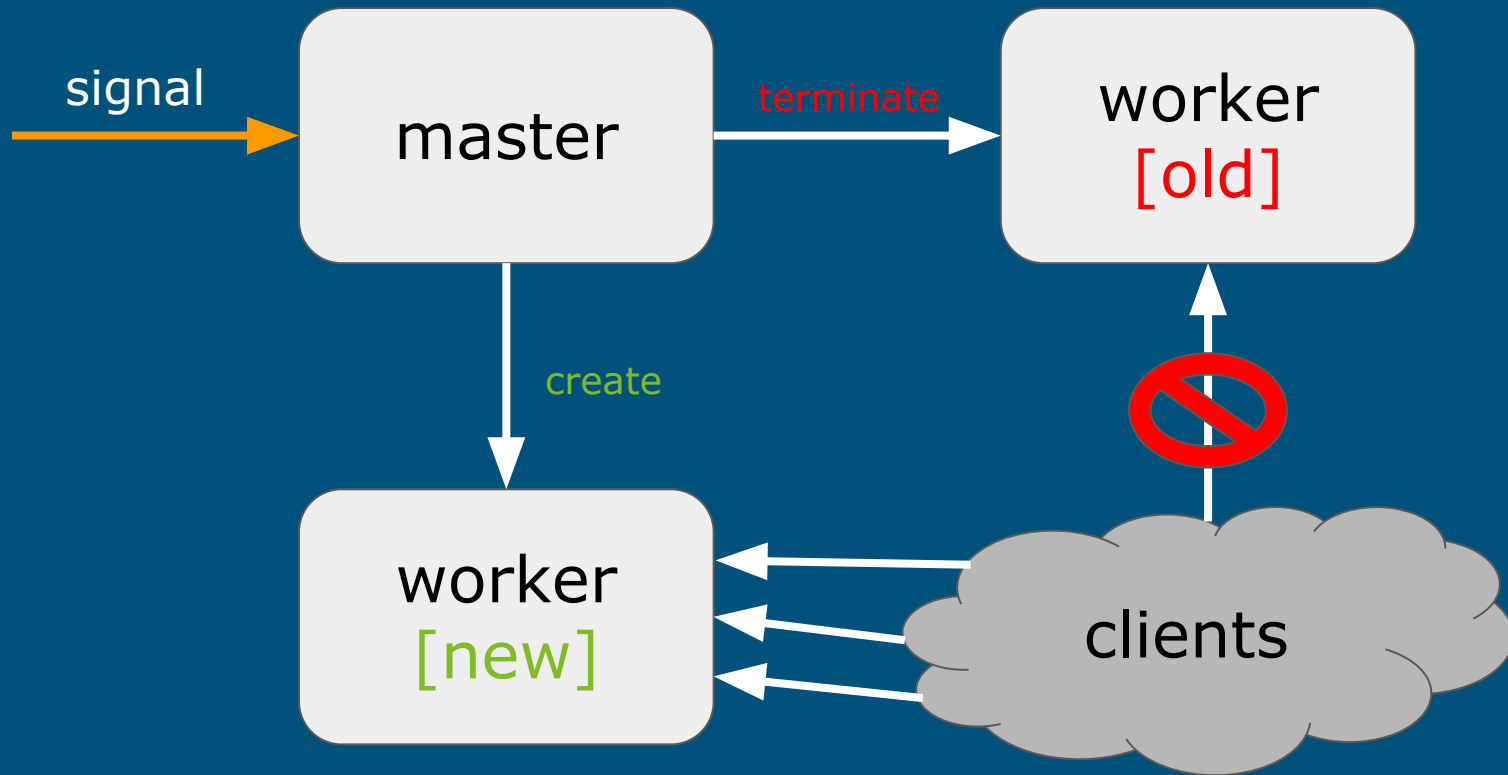 signal
master
terminate
worker
[old]
create
worker
[new]
clients